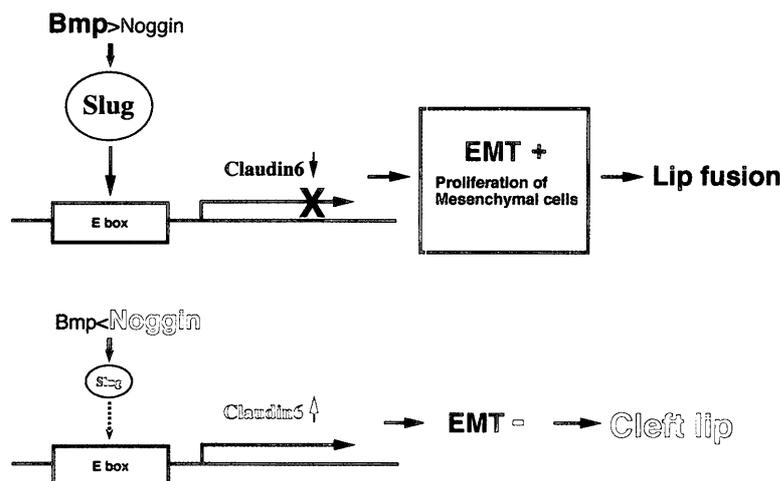 Bmp>Noggin
Slug
Claudin6 ↓
X
E box
EMT +
Proliferation of
Mesenchymal cells
Lip fusion
Bmp<Noggin
Slug
Claudin6 ↑
E box
EMT -
Cleft lip